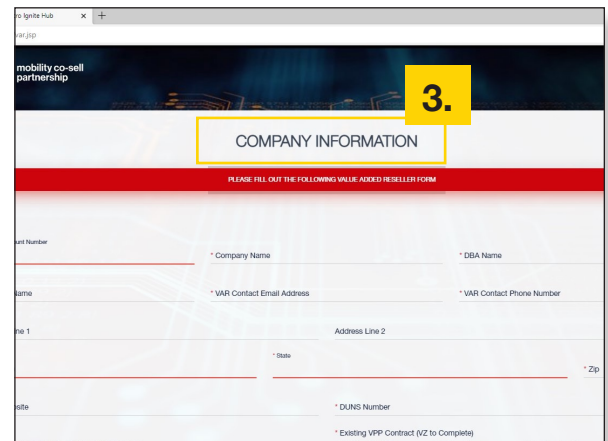 ro Ignite Hub x +
var.jsp
mobility co-sell
partnership
3.
COMPANY INFORMATION
PLEASE FILL OUT THE FOLLOWING VALUE ADDED RESELLER FORM
unt Number
* Company Name * DBA Name
Name * VAR Contact Email Address * VAR Contact Phone Number
ne 1 Address Line 2
* State
* Zip
site * DUNS Number
* Existing VPP Contract (VZ to Complete)